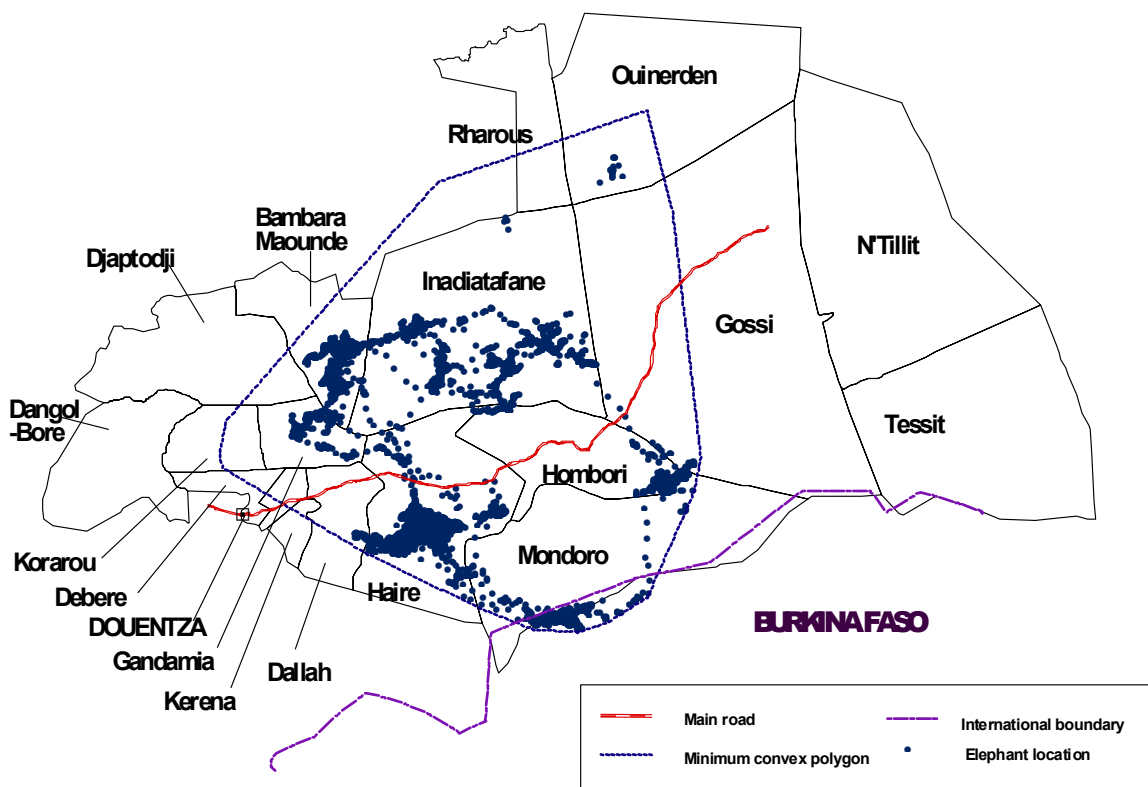 Ouinerden
Rharous
Bambara
Maounde
Djaptodji
N'Tillit
Inadiatafane
Gossi
Dangol
-Bore
Tessit
Hombori
Korarou
Mondoro
Debere
Haire
DOUENTZA
BURKINA FASO
Gandamia
Dallah
Kerena
Main road
International boundary
Minimum convex polygon
Elephant location